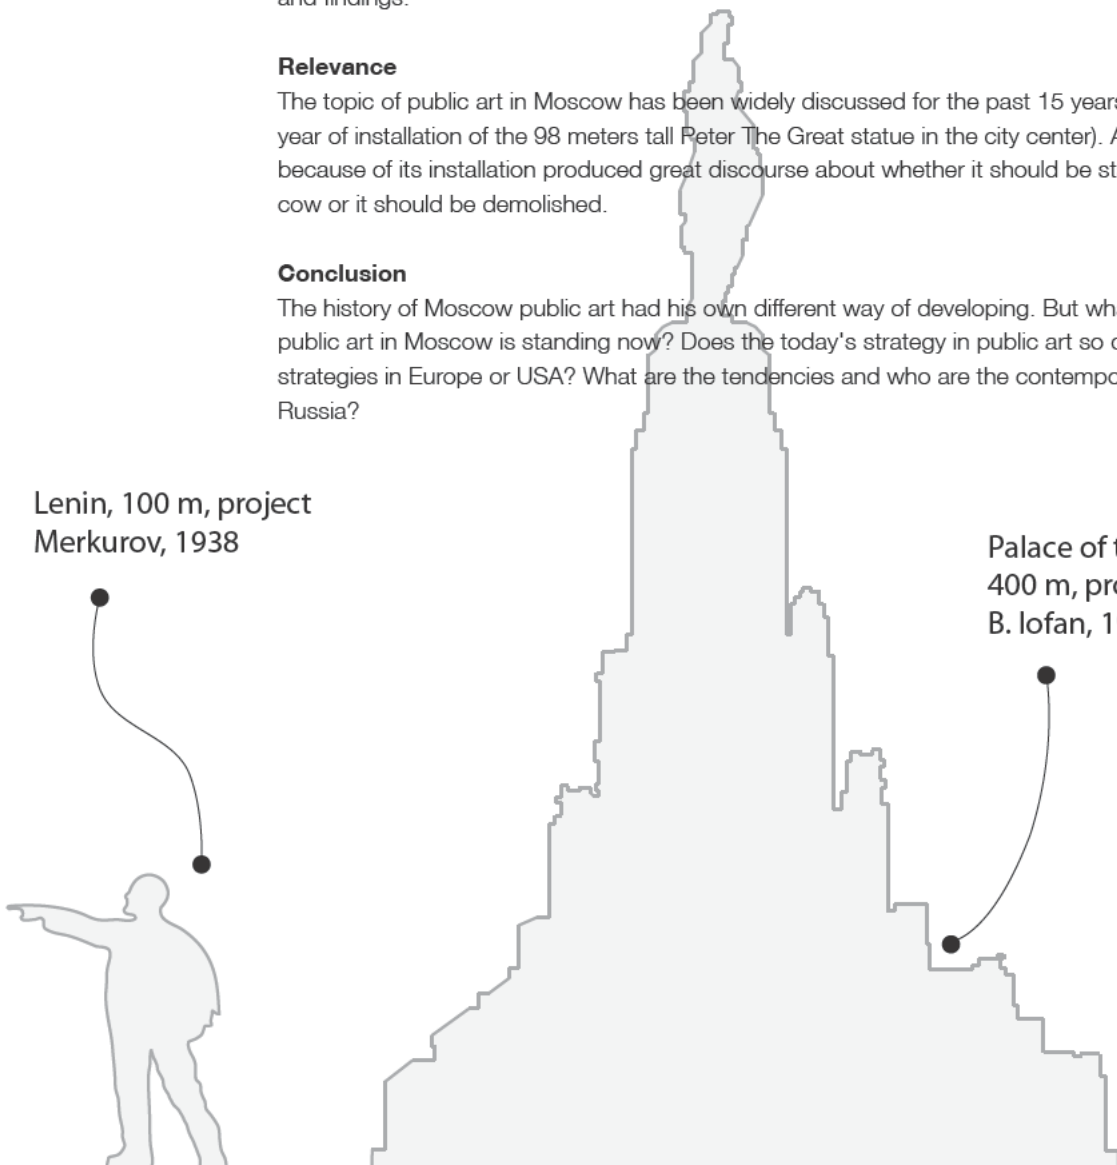 and findings.
Relevance
The topic of public art in Moscow has been widely discussed for the past 15 years
year of installation of the 98 meters tall Peter The Great statue in the city center). A
because of its installation produced great discourse about whether it should be st
cow or it should be demolished.
Conclusion
The history of Moscow public art had his own different way of developing. But wh
public art in Moscow is standing now? Does the today's strategy in public art so
strategies in Europe or USA? What are the tendencies and who are the contempo
Russia?
Lenin, 100 m, project
Merkurov, 1938
Palace of
400 m, pro
B. Iofan, 1